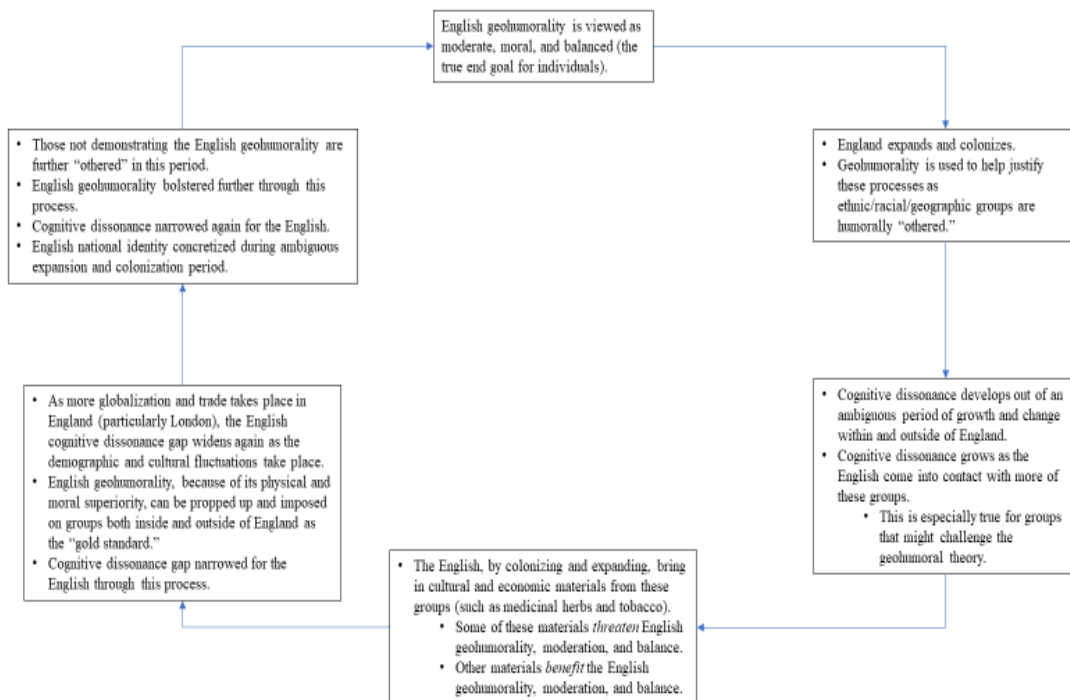 English geohumorality is viewed as
moderate, moral, and balanced (the
true end goal for individuals).
• England expands and colonizes.
• Geohumorality is used to help justify
these processes as
ethnic/racial/geographic groups are
humorally “othered.”
• Cognitive dissonance develops out of an
ambiguous period of growth and change
within and outside of England.
• Cognitive dissonance grows as the
English come into contact with more of
these groups.
• This is especially true for groups
that might challenge the
geohumoral theory.
• The English, by colonizing and expanding, bring
in cultural and economic materials from these
groups (such as medicinal herbs and tobacco).
• Some of these materials threaten English
geohumorality, moderation, and balance.
• Other materials benefit the English
geohumorality, moderation, and balance.
• As more globalization and trade takes place in
England (particularly London), the English
cognitive dissonance gap widens again as the
demographic and cultural fluctuations take place.
• English geohumorality, because of its physical and
moral superiority, can be propped up and imposed
on groups both inside and outside of England as
the “gold standard.”
• Cognitive dissonance gap narrowed for the
English through this process.
• Those not demonstrating the English geohumorality are
further “othered” in this period.
• English geohumorality bolstered further through this
process.
• Cognitive dissonance narrowed again for the English.
• English national identity concretized during ambiguous
expansion and colonization period.